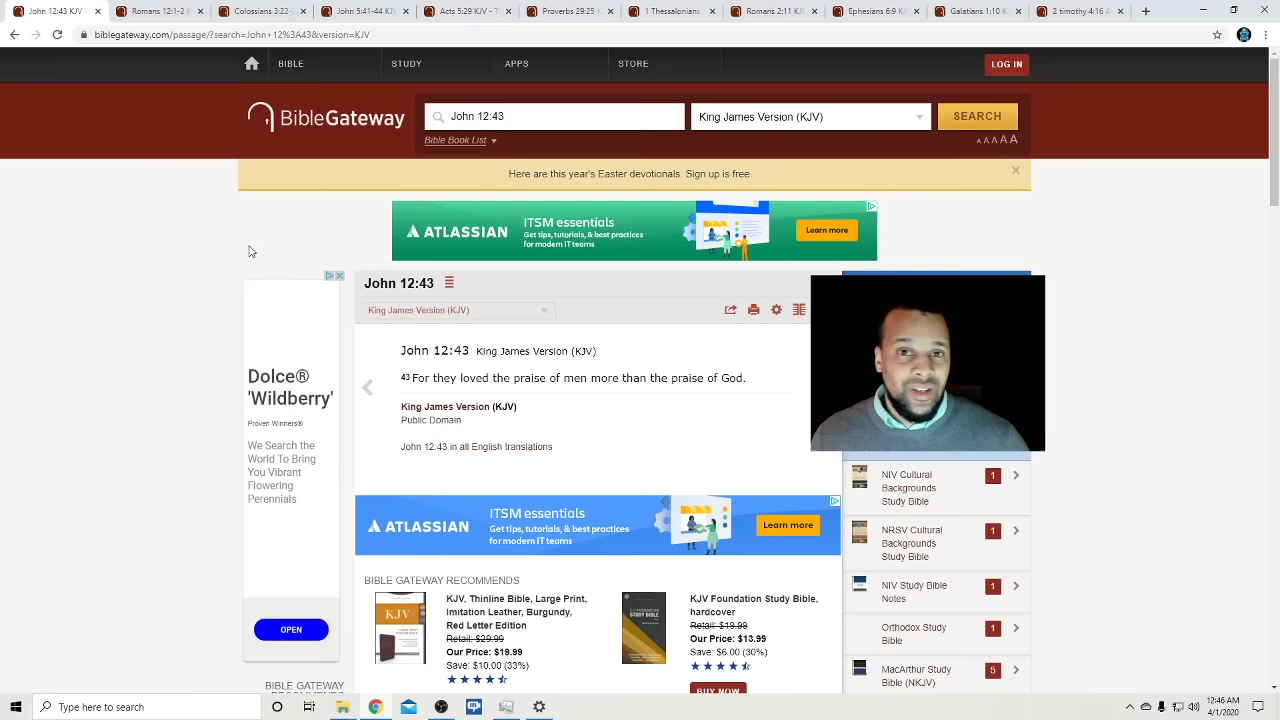 John 12:43 KJV -
Romans 12:1-2 K
Colossians 3:22-
John 5:41-44 KJV
Acts 5:29 KJV - T
Proverbs 29:25 K
1 Thessalonians
Romans 2:11 KJV
Ephesians 6:9 KJ
Galatians 1:10 K
2 timothy 4:16 A
biblegateway.com/passage/?search=John+12%3A43&version=KJV
BIBLE
STUDY
APPS
STORE
LOG IN
BibleGateway
John 12:43
King James Version (KJV)
SEARCH
Bible Book List
A A A A A
Here are this year's Easter devotionals. Sign up is free.
ATLASSIAN
ITSM essentials
Get tips, tutorials, & best practices
for modern IT teams
Learn more
John 12:43
King James Version (KJV)
John 12:43 King James Version (KJV)
43 For they loved the praise of men more than the praise of God.
King James Version (KJV)
Public Domain
John 12:43 in all English translations
Dolce®
'Wildberry'
Proven Winners®
We Search the
World To Bring
You Vibrant
Flowering
Perennials
OPEN
ATLASSIAN
ITSM essentials
Get tips, tutorials, & best practices
for modern IT teams
Learn more
BIBLE GATEWAY RECOMMENDS
KJV
KJV, Thinline Bible, Large Print,
Imitation Leather, Burgundy,
Red Letter Edition
Retail: $29.99
Our Price: $19.99
Save: $10.00 (33%)
KJV Foundation Study Bible,
hardcover
Retail: $19.99
Our Price: $13.99
Save: $6.00 (30%)
BUY NOW
NIV Cultural
Backgrounds
Study Bible
1
NRSV Cultural
Backgrounds
Study Bible
1
NIV Study Bible
Notes
1
Orthodox Study
Bible
1
MacArthur Study
Bible (NKJV)
5
BIBLE GATEWAY
Type here to search
12:46 AM
4/1/2020